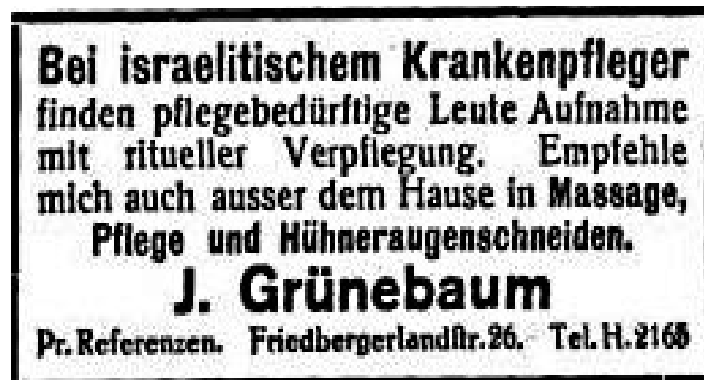 Bei israelitischem Krankenpfleger
finden pflegebedürftige Leute Aufnahme
mit ritueller Verpflegung. Empfehle
mich auch ausser dem Hause in Massage,
Pflege und Hühneraugenschneiden.
J. Grünebaum
Pr. Referenzen. Friedbergerlandstr. 26. Tel. H. 2165